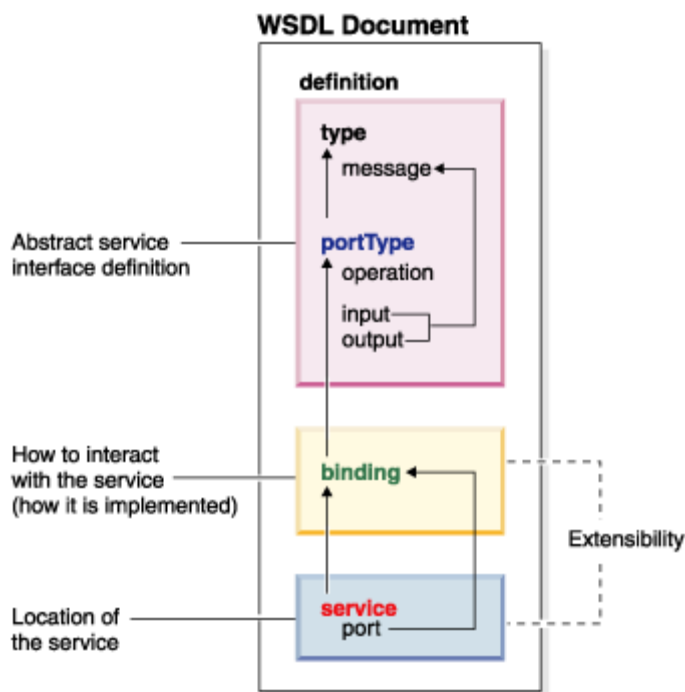 WSDL Document
definition
type
message
Abstract service
interface definition
portType
operation
input
output
How to interact
with the service
(how it is implemented)
binding
Extensibility
Location of
the service
service
port